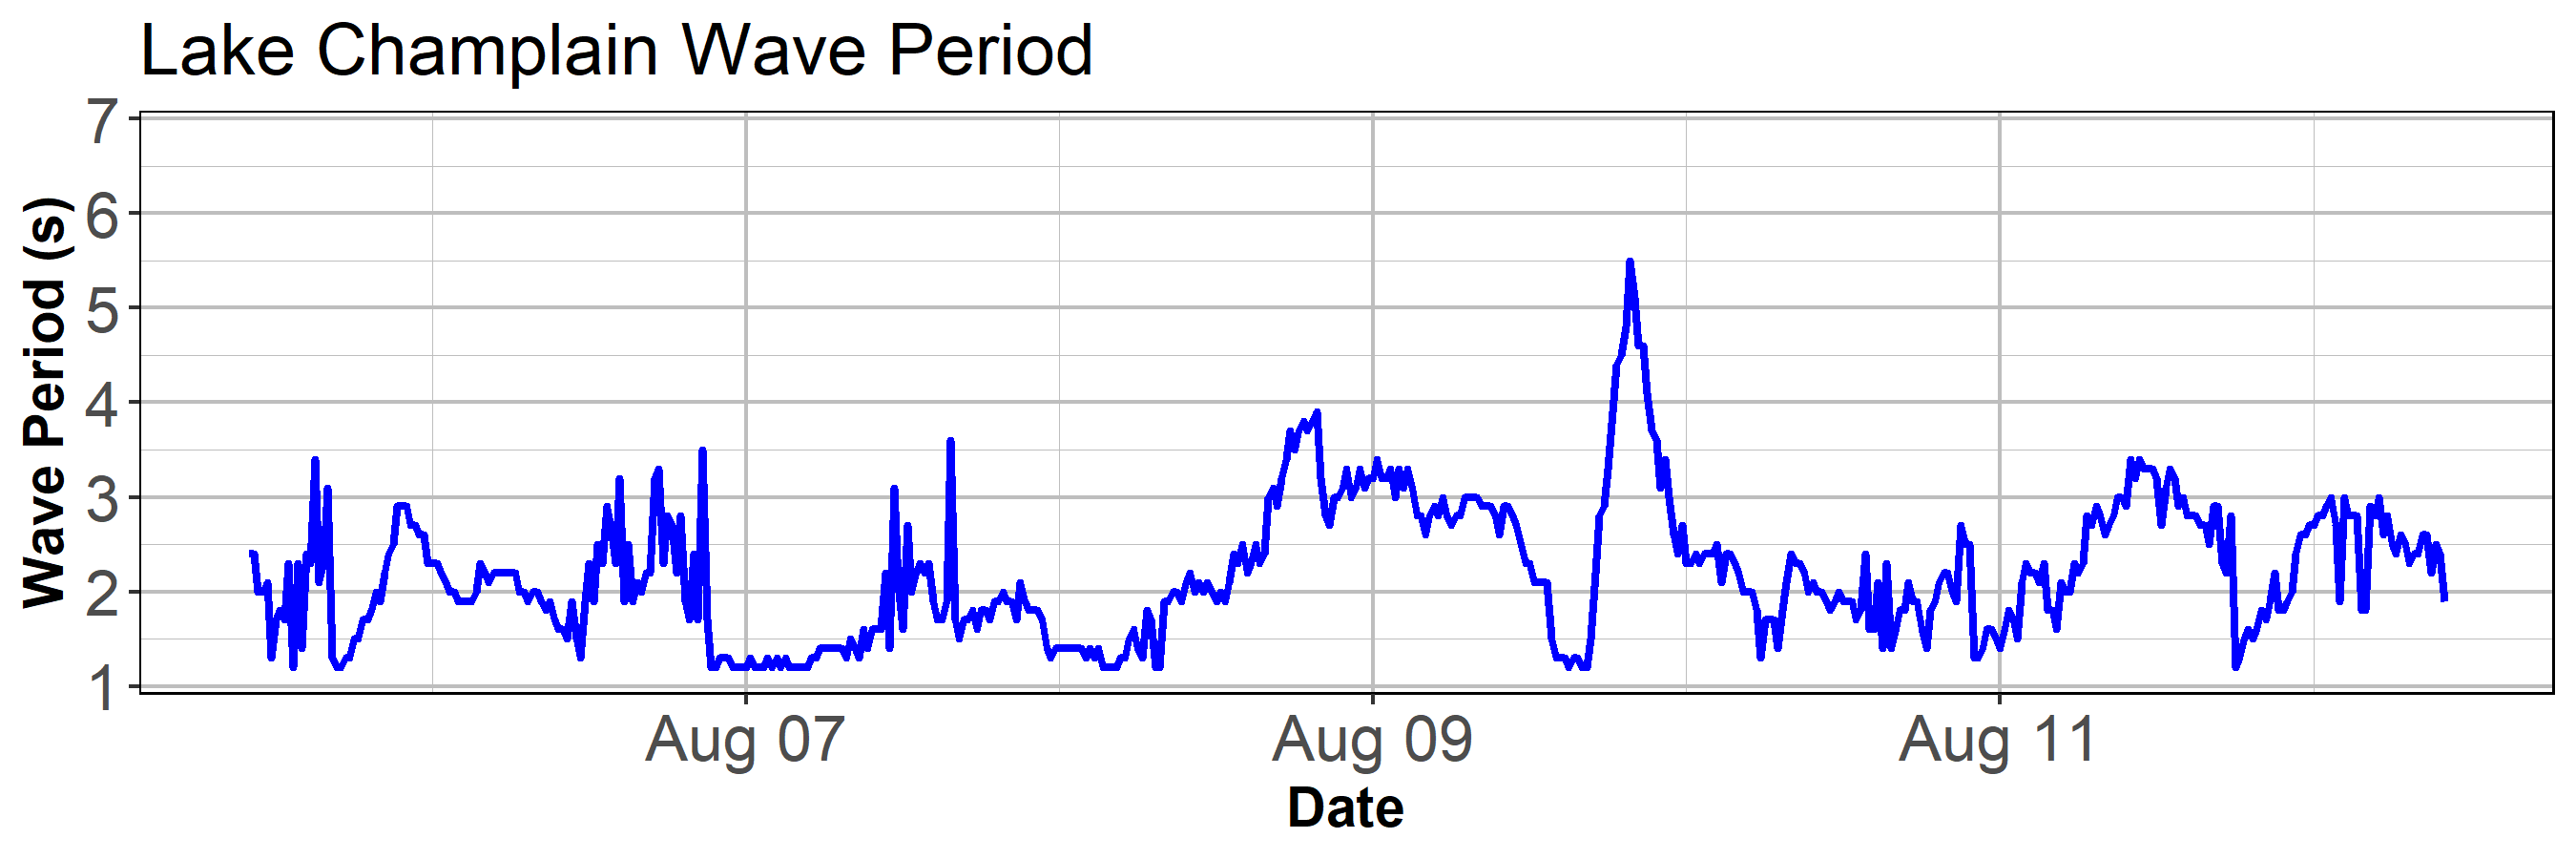 Lake Champlain Wave Period
Wave Period (s)
7
6
5
4
3
2
1
Aug 07
Aug 09
Aug 11
Date